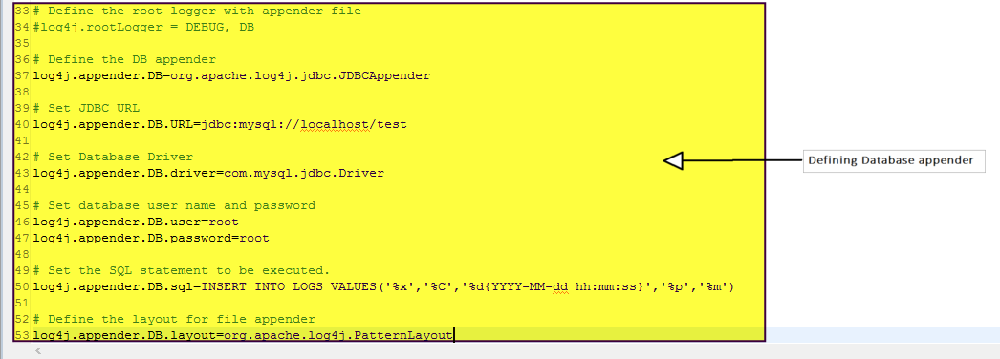 33 # Define the root logger with appender file
34 #log4j.rootLogger = DEBUG, DB
35
36 # Define the DB appender
37 log4j.appender.DB=org.apache.log4j.jdbc.JDBCAppender
38
39 # Set JDBC URL
40 log4j.appender.DB.URL=jdbc:mysql://localhost/test
41
42 # Set Database Driver
43 log4j.appender.DB.driver=com.mysql.jdbc.Driver
44
45 # Set database user name and password
46 log4j.appender.DB.user=root
47 log4j.appender.DB.password=root
48
49 # Set the SQL statement to be executed.
50 log4j.appender.DB.sql=INSERT INTO LOGS VALUES('%x','%C','%d{YYYY-MM-dd hh:mm:ss}','%p','%m')
51
52 # Define the layout for file appender
53 log4j.appender.DB.layout=org.apache.log4j.PatternLayout
Defining Database appender